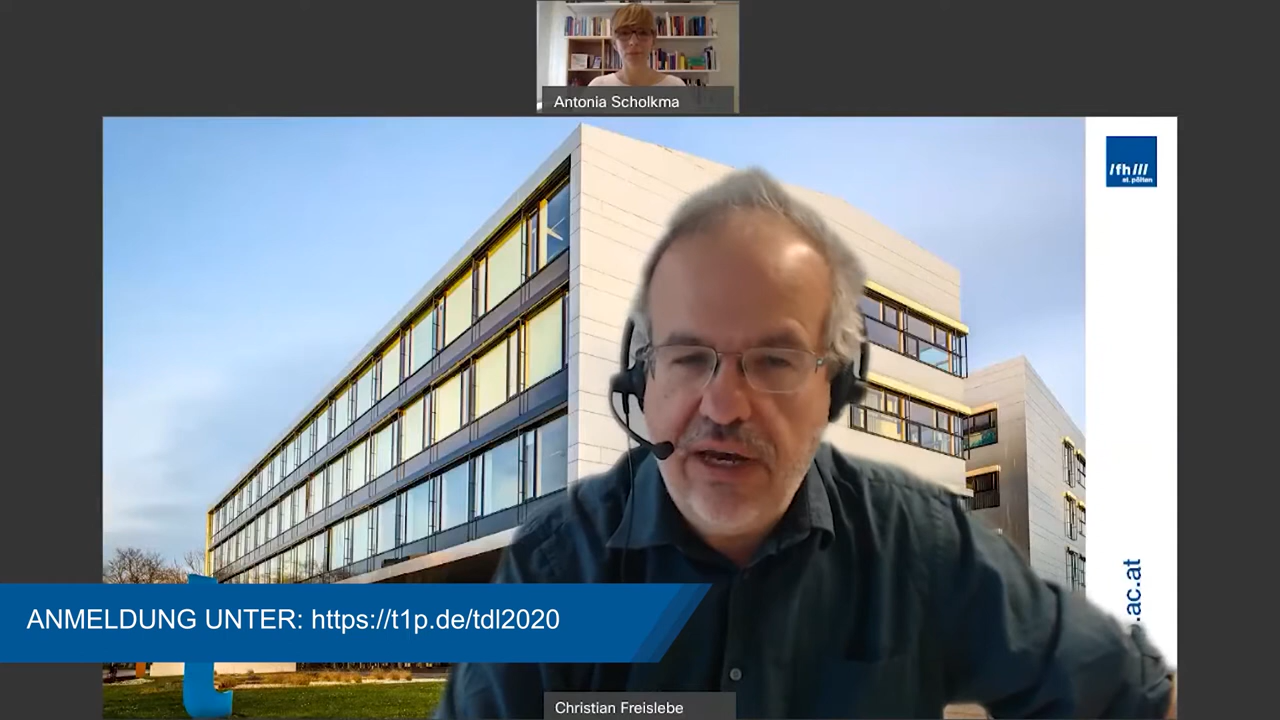 Antonia Scholkma
/fh///
st. pölten
.ac.at
ANMELDUNG UNTER: https://t1p.de/tdl2020
Christian Freislebe